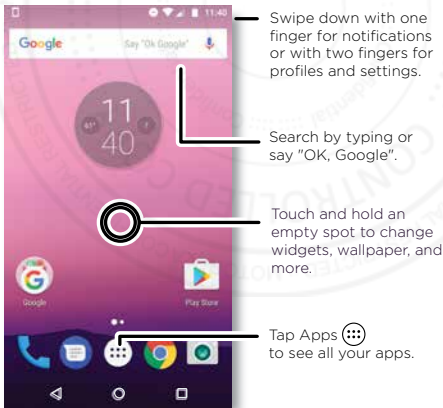 11:40
Google Say "Ok Google"
11
40
61°
Google
Play Store
Swipe down with one
finger for notifications
or with two fingers for
profiles and settings.
Search by typing or
say "OK, Google".
Touch and hold an
empty spot to change
widgets, wallpaper, and
more.
Tap Apps
to see all your apps.
CONTROLLED